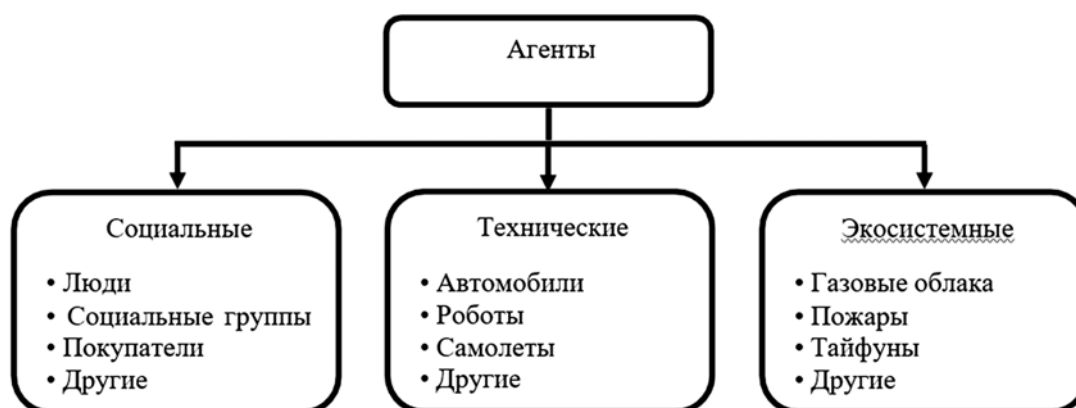 Агенты
Социальные
• Люди
• Социальные группы
• Покупатели
• Другие
Технические
• Автомобили
• Роботы
• Самолеты
• Другие
Экосистемные
• Газовые облака
• Пожары
• Тайфуны
• Другие